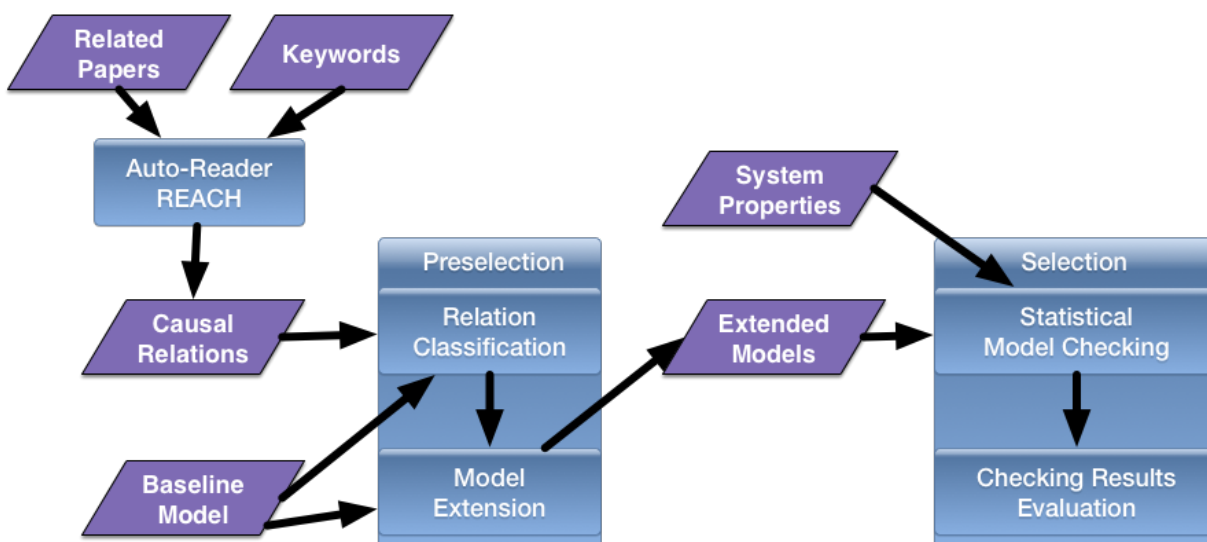 Related
Papers
Keywords
Auto-Reader
REACH
System
Properties
Preselection
Selection
Causal
Relations
Relation
Classification
Extended
Models
Statistical
Model Checking
Baseline
Model
Model
Extension
Checking Results
Evaluation